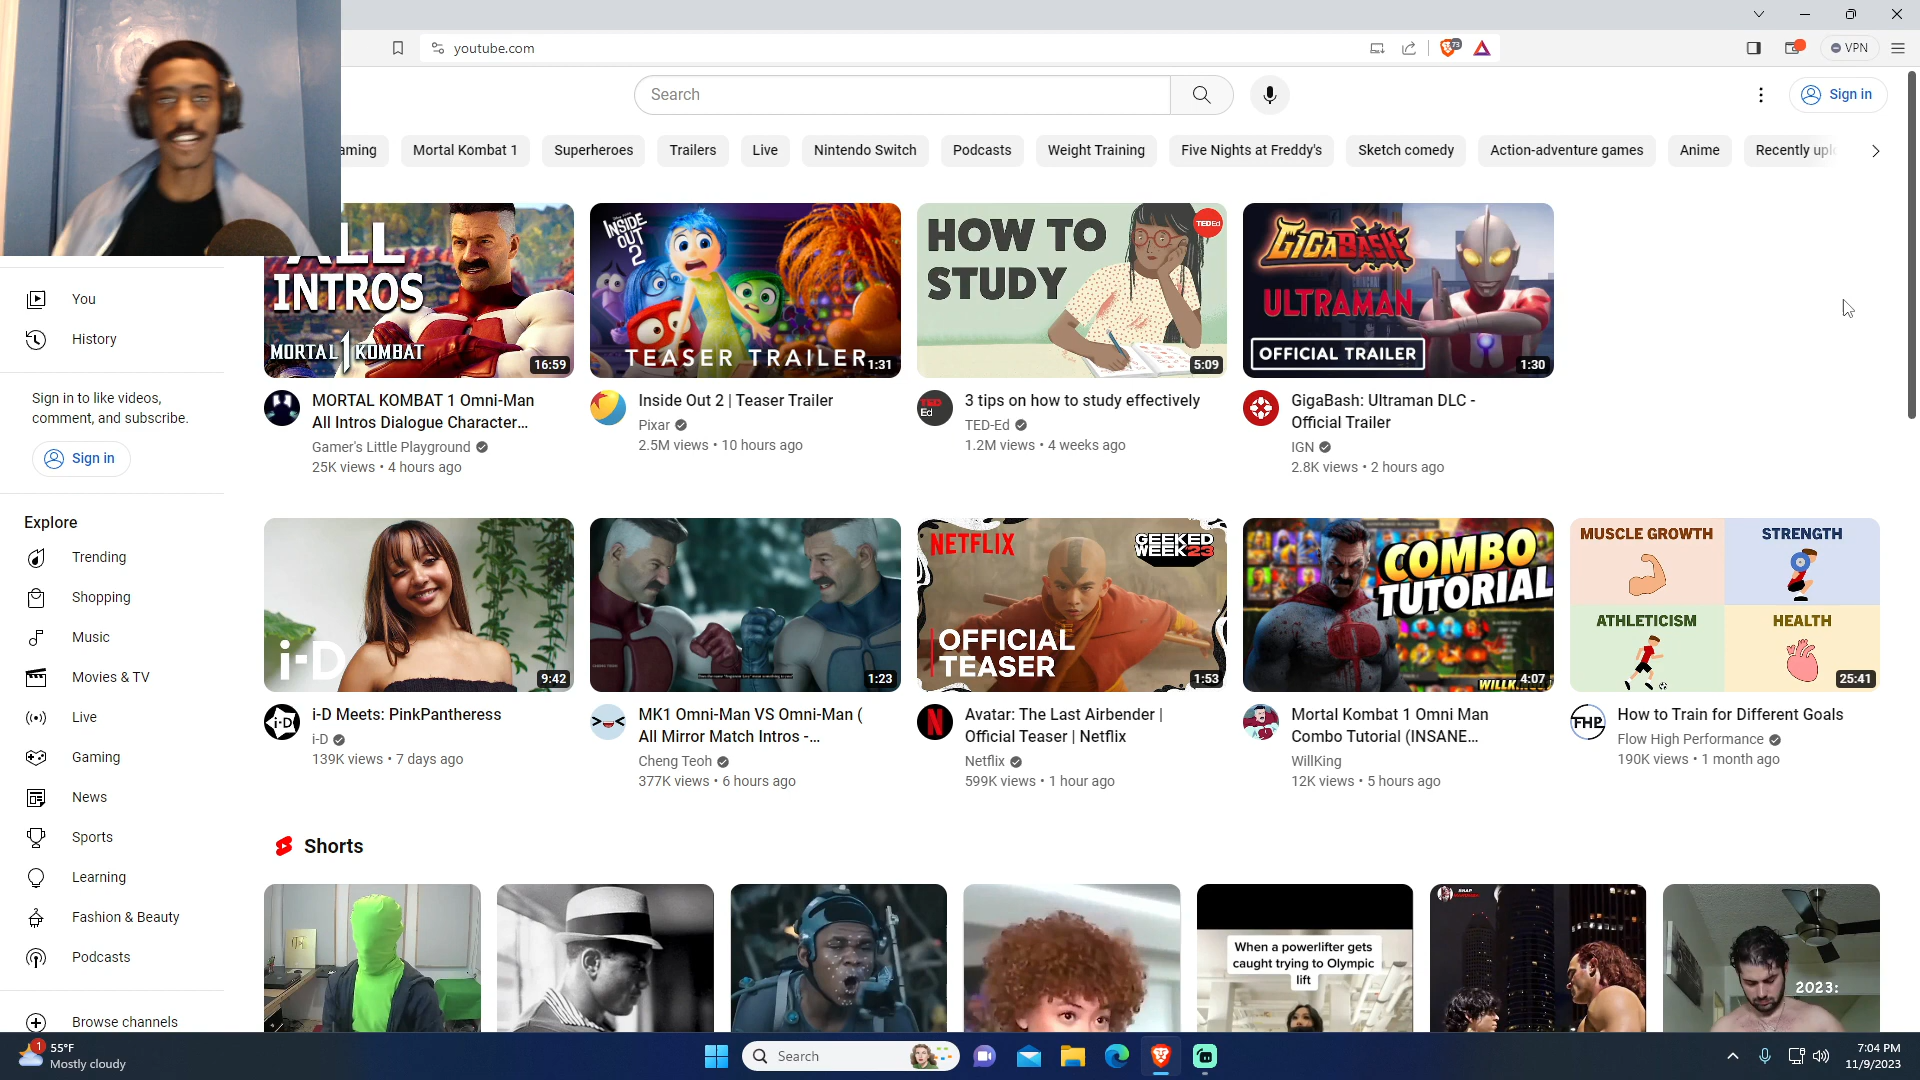 youtube.com
73
VPN
Search
Sign in
aming
Mortal Kombat 1
Superheroes
Trailers
Live
Nintendo Switch
Podcasts
Weight Training
Five Nights at Freddy's
Sketch comedy
Action-adventure games
Anime
Recently uplo
ALL
INTROS
MORTAL 1 KOMBAT
16:59
INSIDE
OUT
2
TEASER TRAILER
1:31
HOW TO
STUDY
TED Ed
5:09
GIGABASH
ULTRAMAN
OFFICIAL TRAILER
1:30
MORTAL KOMBAT 1 Omni-Man
All Intros Dialogue Character...
Gamer's Little Playground
25K views • 4 hours ago
Inside Out 2 | Teaser Trailer
Pixar
2.5M views • 10 hours ago
TED
Ed
3 tips on how to study effectively
TED-Ed
1.2M views • 4 weeks ago
GigaBash: Ultraman DLC -
Official Trailer
IGN
2.8K views • 2 hours ago
You
History
Sign in to like videos,
comment, and subscribe.
Sign in
Explore
Trending
Shopping
Music
Movies & TV
Live
Gaming
News
Sports
Learning
Fashion & Beauty
Podcasts
Browse channels
i-D
9:42
1:23
NETFLIX
GEEKED
WEEK23
OFFICIAL
TEASER
1:53
COMBO
TUTORIAL
4:07
MUSCLE GROWTH
STRENGTH
ATHLETICISM
HEALTH
25:41
i-D
i-D Meets: PinkPantheress
i-D
139K views • 7 days ago
MK1 Omni-Man VS Omni-Man (
All Mirror Match Intros -...
Cheng Teoh
377K views • 6 hours ago
N
Avatar: The Last Airbender |
Official Teaser | Netflix
Netflix
599K views • 1 hour ago
Mortal Kombat 1 Omni Man
Combo Tutorial (INSANE...
WillKing
12K views • 5 hours ago
FHP
How to Train for Different Goals
Flow High Performance
190K views • 1 month ago
Shorts
When a powerlifter gets
caught trying to Olympic
lift
2023:
1
55°F
Mostly cloudy
Search
7:04 PM
11/9/2023